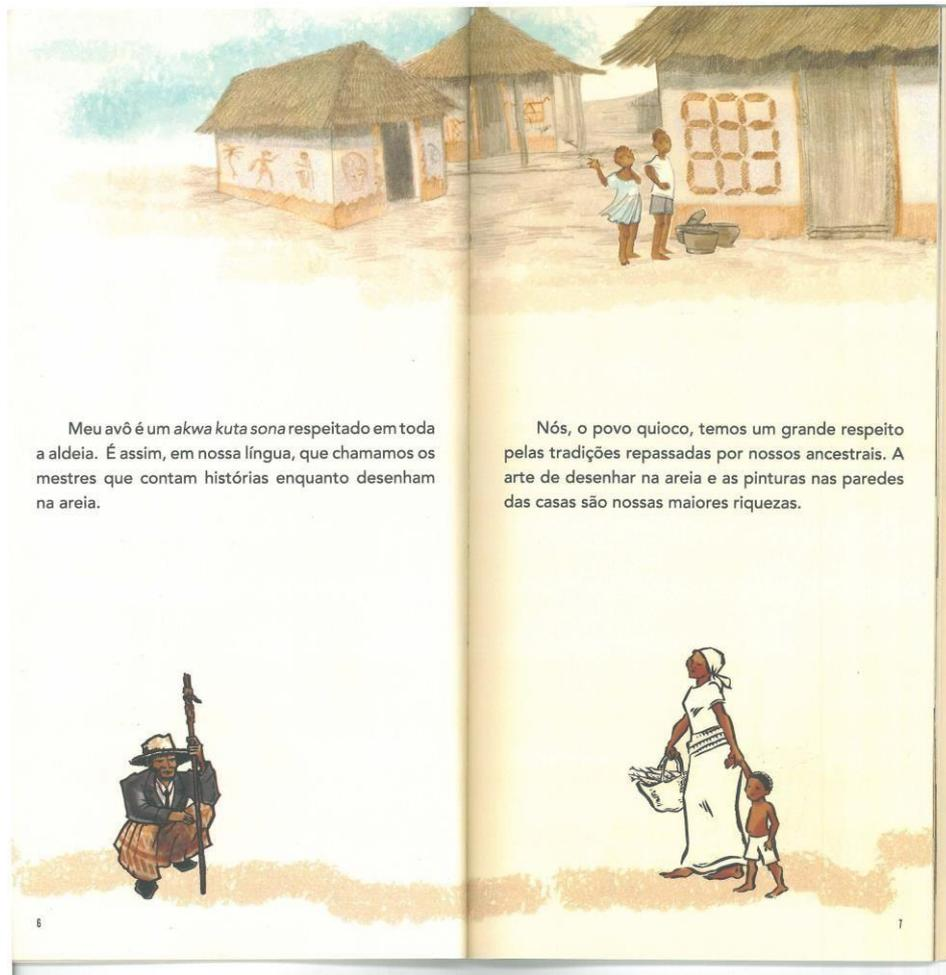 Meu avô é um akwa kuta sona respeitado em toda
a aldeia. É assim, em nossa língua, que chamamos os
mestres que contam histórias enquanto desenham
na areia.
Nós, o povo quioco, temos um grande respeito
pelas tradições repassadas por nossos ancestrais. A
arte de desenhar na areia e as pinturas nas paredes
das casas são nossas maiores riquezas.
6
7